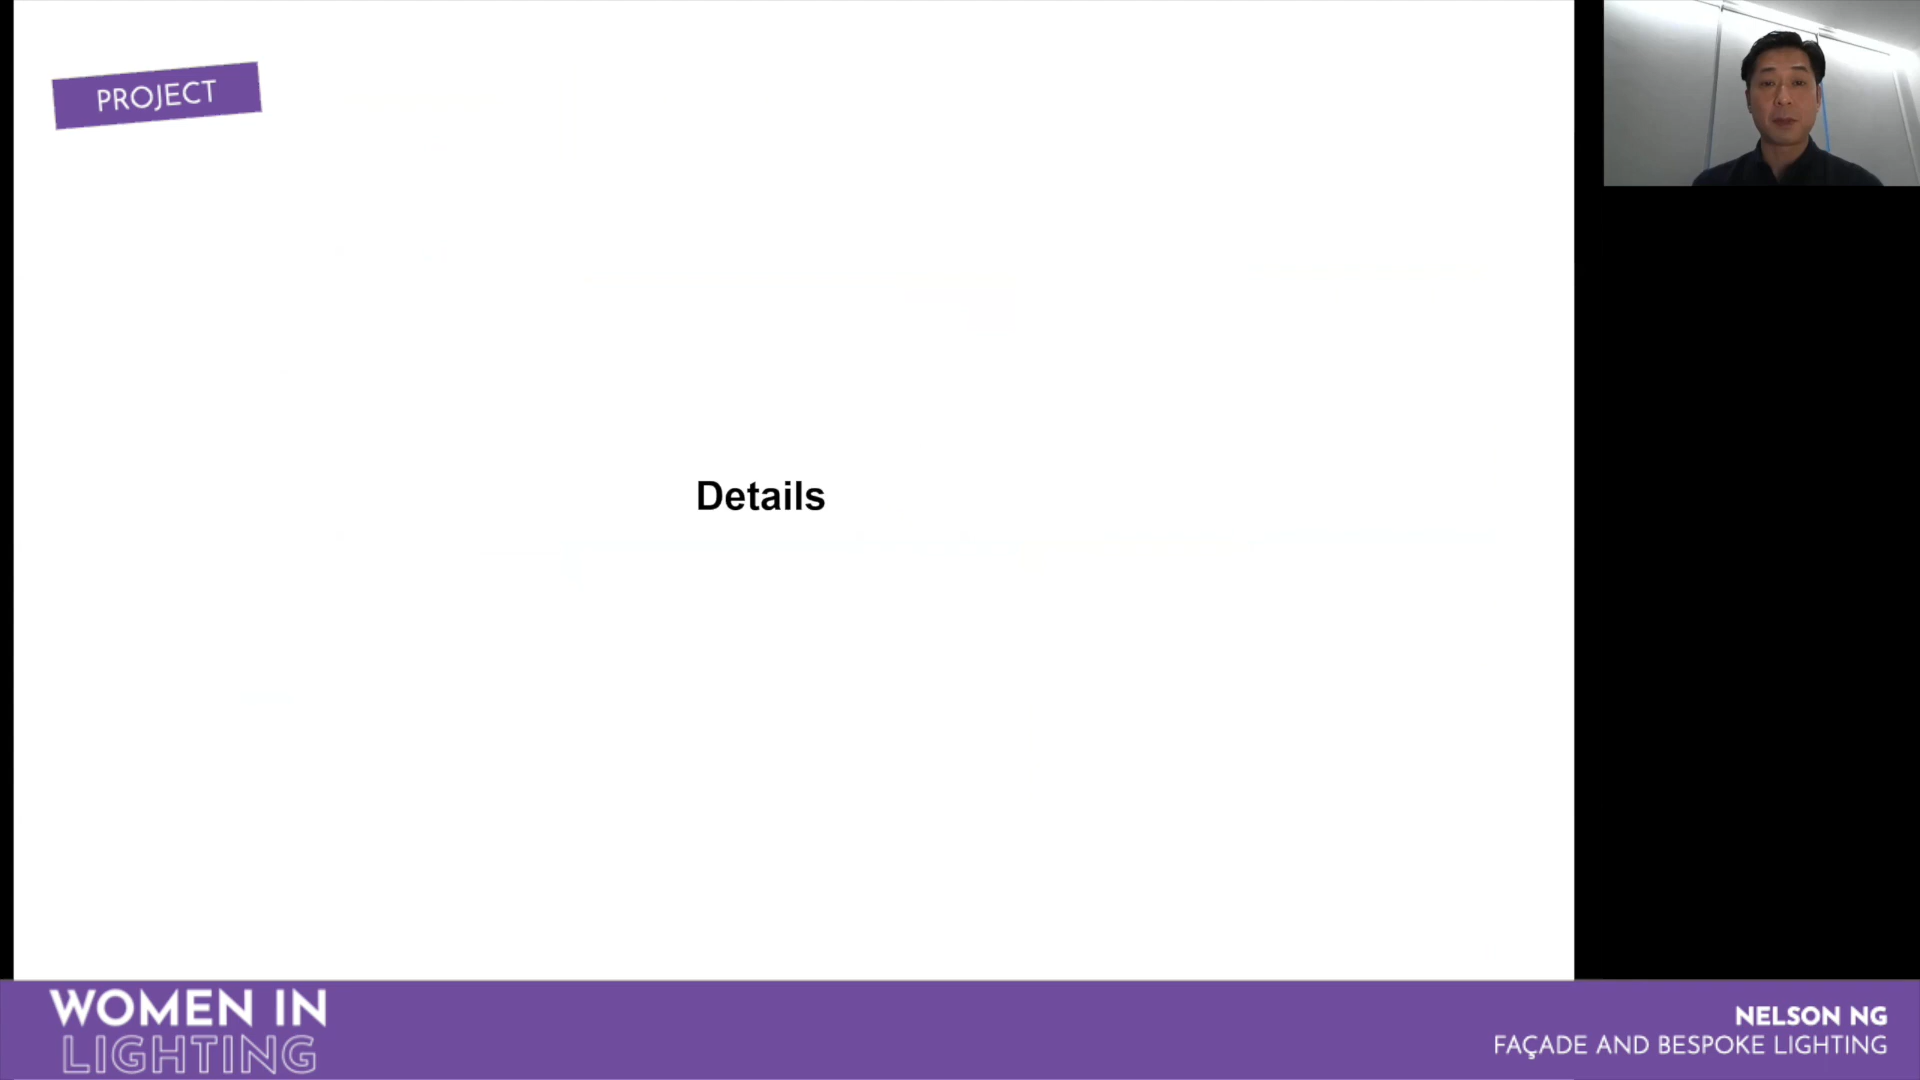 PROJECT
Details
WOMEN IN
LIGHTING
NELSON NG
FAÇADE AND BESPOKE LIGHTING